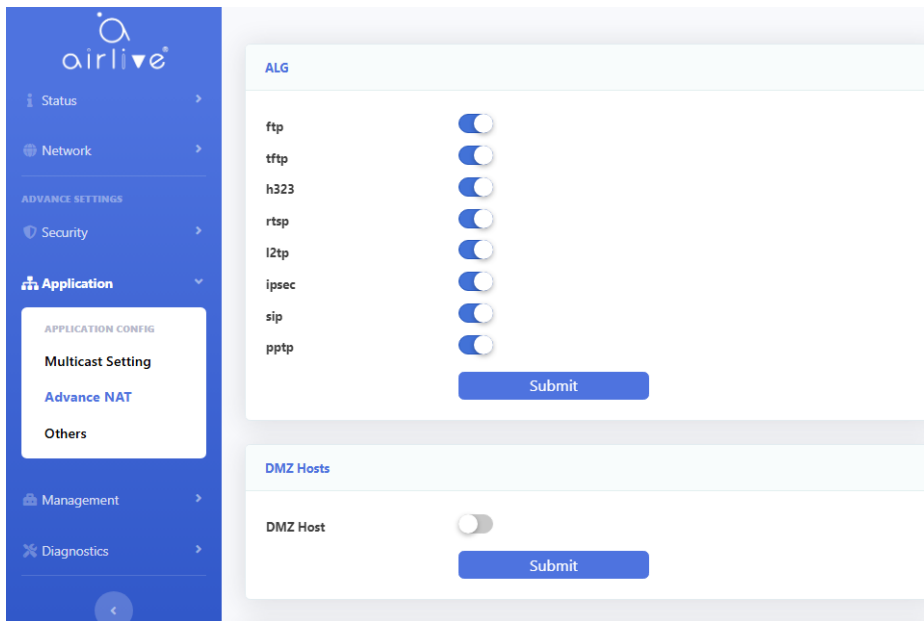 airlive®
Status
Network
ADVANCE SETTINGS
Security
Application
APPLICATION CONFIG
Multicast Setting
Advance NAT
Others
Management
Diagnostics
ALG
ftp
tftp
h323
rtsp
l2tp
ipsec
sip
pptp
Submit
DMZ Hosts
DMZ Host
Submit